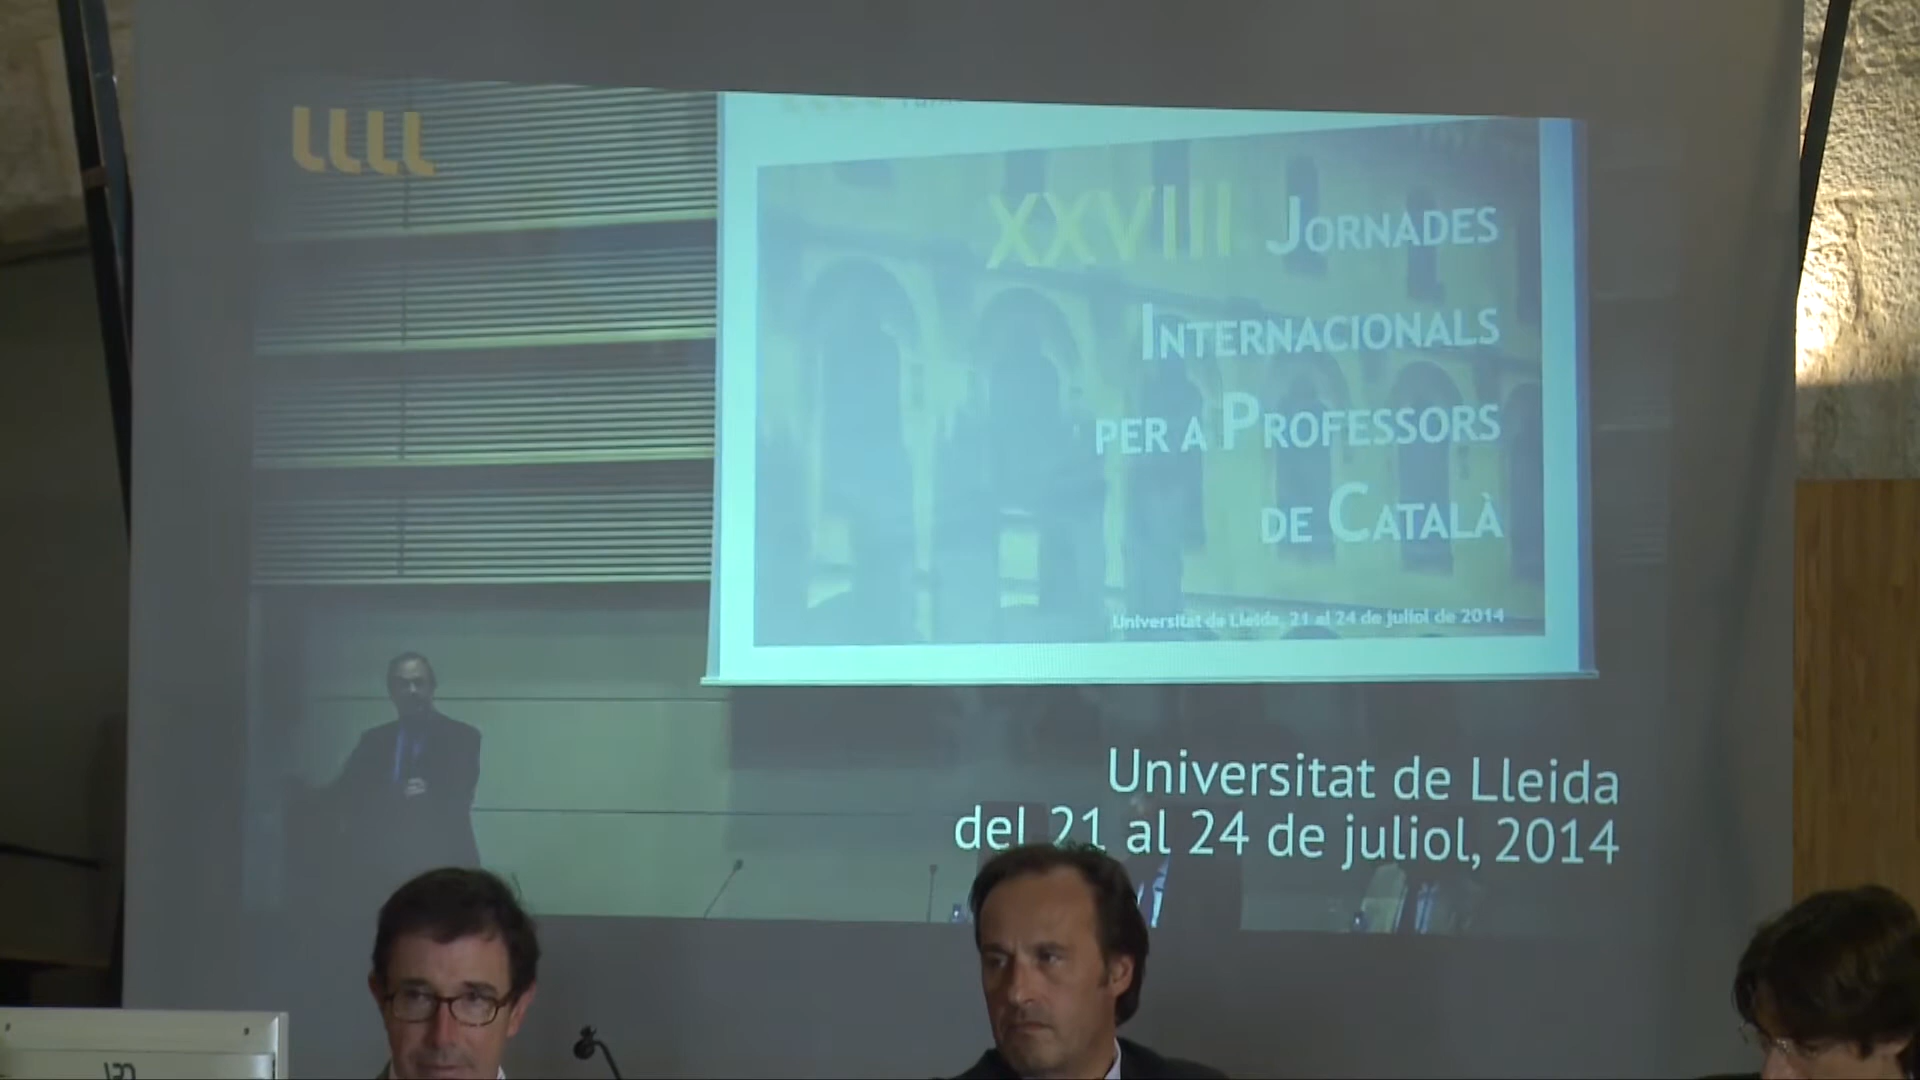 XXVIII JORNADES
INTERNACIONALS
PER A PROFESSORS
DE CATALÀ
Universitat de Lleida, 21 al 24 de juliol de 2014
Universitat de Lleida
del 21 al 24 de juliol, 2014